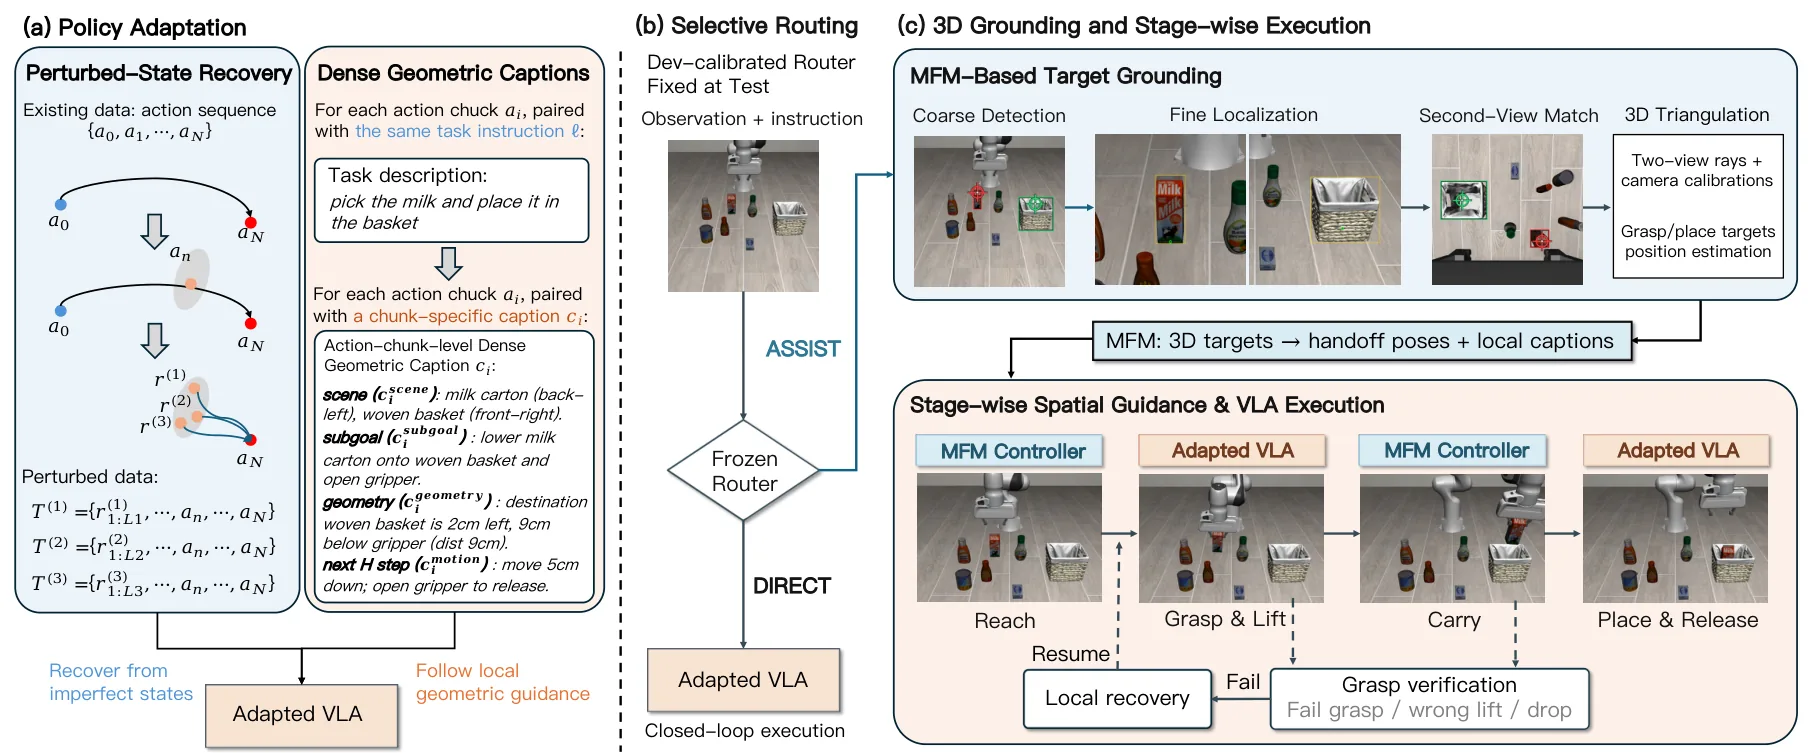 (a) Policy Adaptation
Perturbed-State Recovery
Existing data: action sequence
{a0, a1, ···, aN}
a0
aN
an
a0
aN
r(1)
r(2)
r(3)
aN
Perturbed data:
T(1) ={r(1)1:L1, ···, an, ···, aN}
T(2) ={r(2)1:L2, ···, an, ···, aN}
T(3) ={r(3)1:L3, ···, an, ···, aN}
Dense Geometric Captions
For each action chuck ai, paired
with the same task instruction ℓ:
Task description:
pick the milk and place it in
the basket
For each action chuck ai, paired
with a chunk-specific caption ci:
Action-chunk-level Dense
Geometric Caption ci:
scene (ci^scene): milk carton (back-
left), woven basket (front-right).
subgoal (ci^subgoal) : lower milk
carton onto woven basket and
open gripper.
geometry (ci^geometry) : destination
woven basket is 2cm left, 9cm
below gripper (dist 9cm).
next H step (ci^motion) : move 5cm
down; open gripper to release.
Recover from
imperfect states
Follow local
geometric guidance
Adapted VLA
(b) Selective Routing
Dev-calibrated Router
Fixed at Test
Observation + instruction
ASSIST
Frozen
Router
DIRECT
Adapted VLA
Closed-loop execution
(c) 3D Grounding and Stage-wise Execution
MFM-Based Target Grounding
Coarse Detection
Fine Localization
Second-View Match
3D Triangulation
Milk
Milk
Two-view rays +
camera calibrations
Grasp/place targets
position estimation
MFM: 3D targets → handoff poses + local captions
Stage-wise Spatial Guidance & VLA Execution
MFM Controller
Adapted VLA
MFM Controller
Adapted VLA
Reach
Grasp & Lift
Carry
Place & Release
Resume
Local recovery
Fail
Grasp verification
Fail grasp / wrong lift / drop